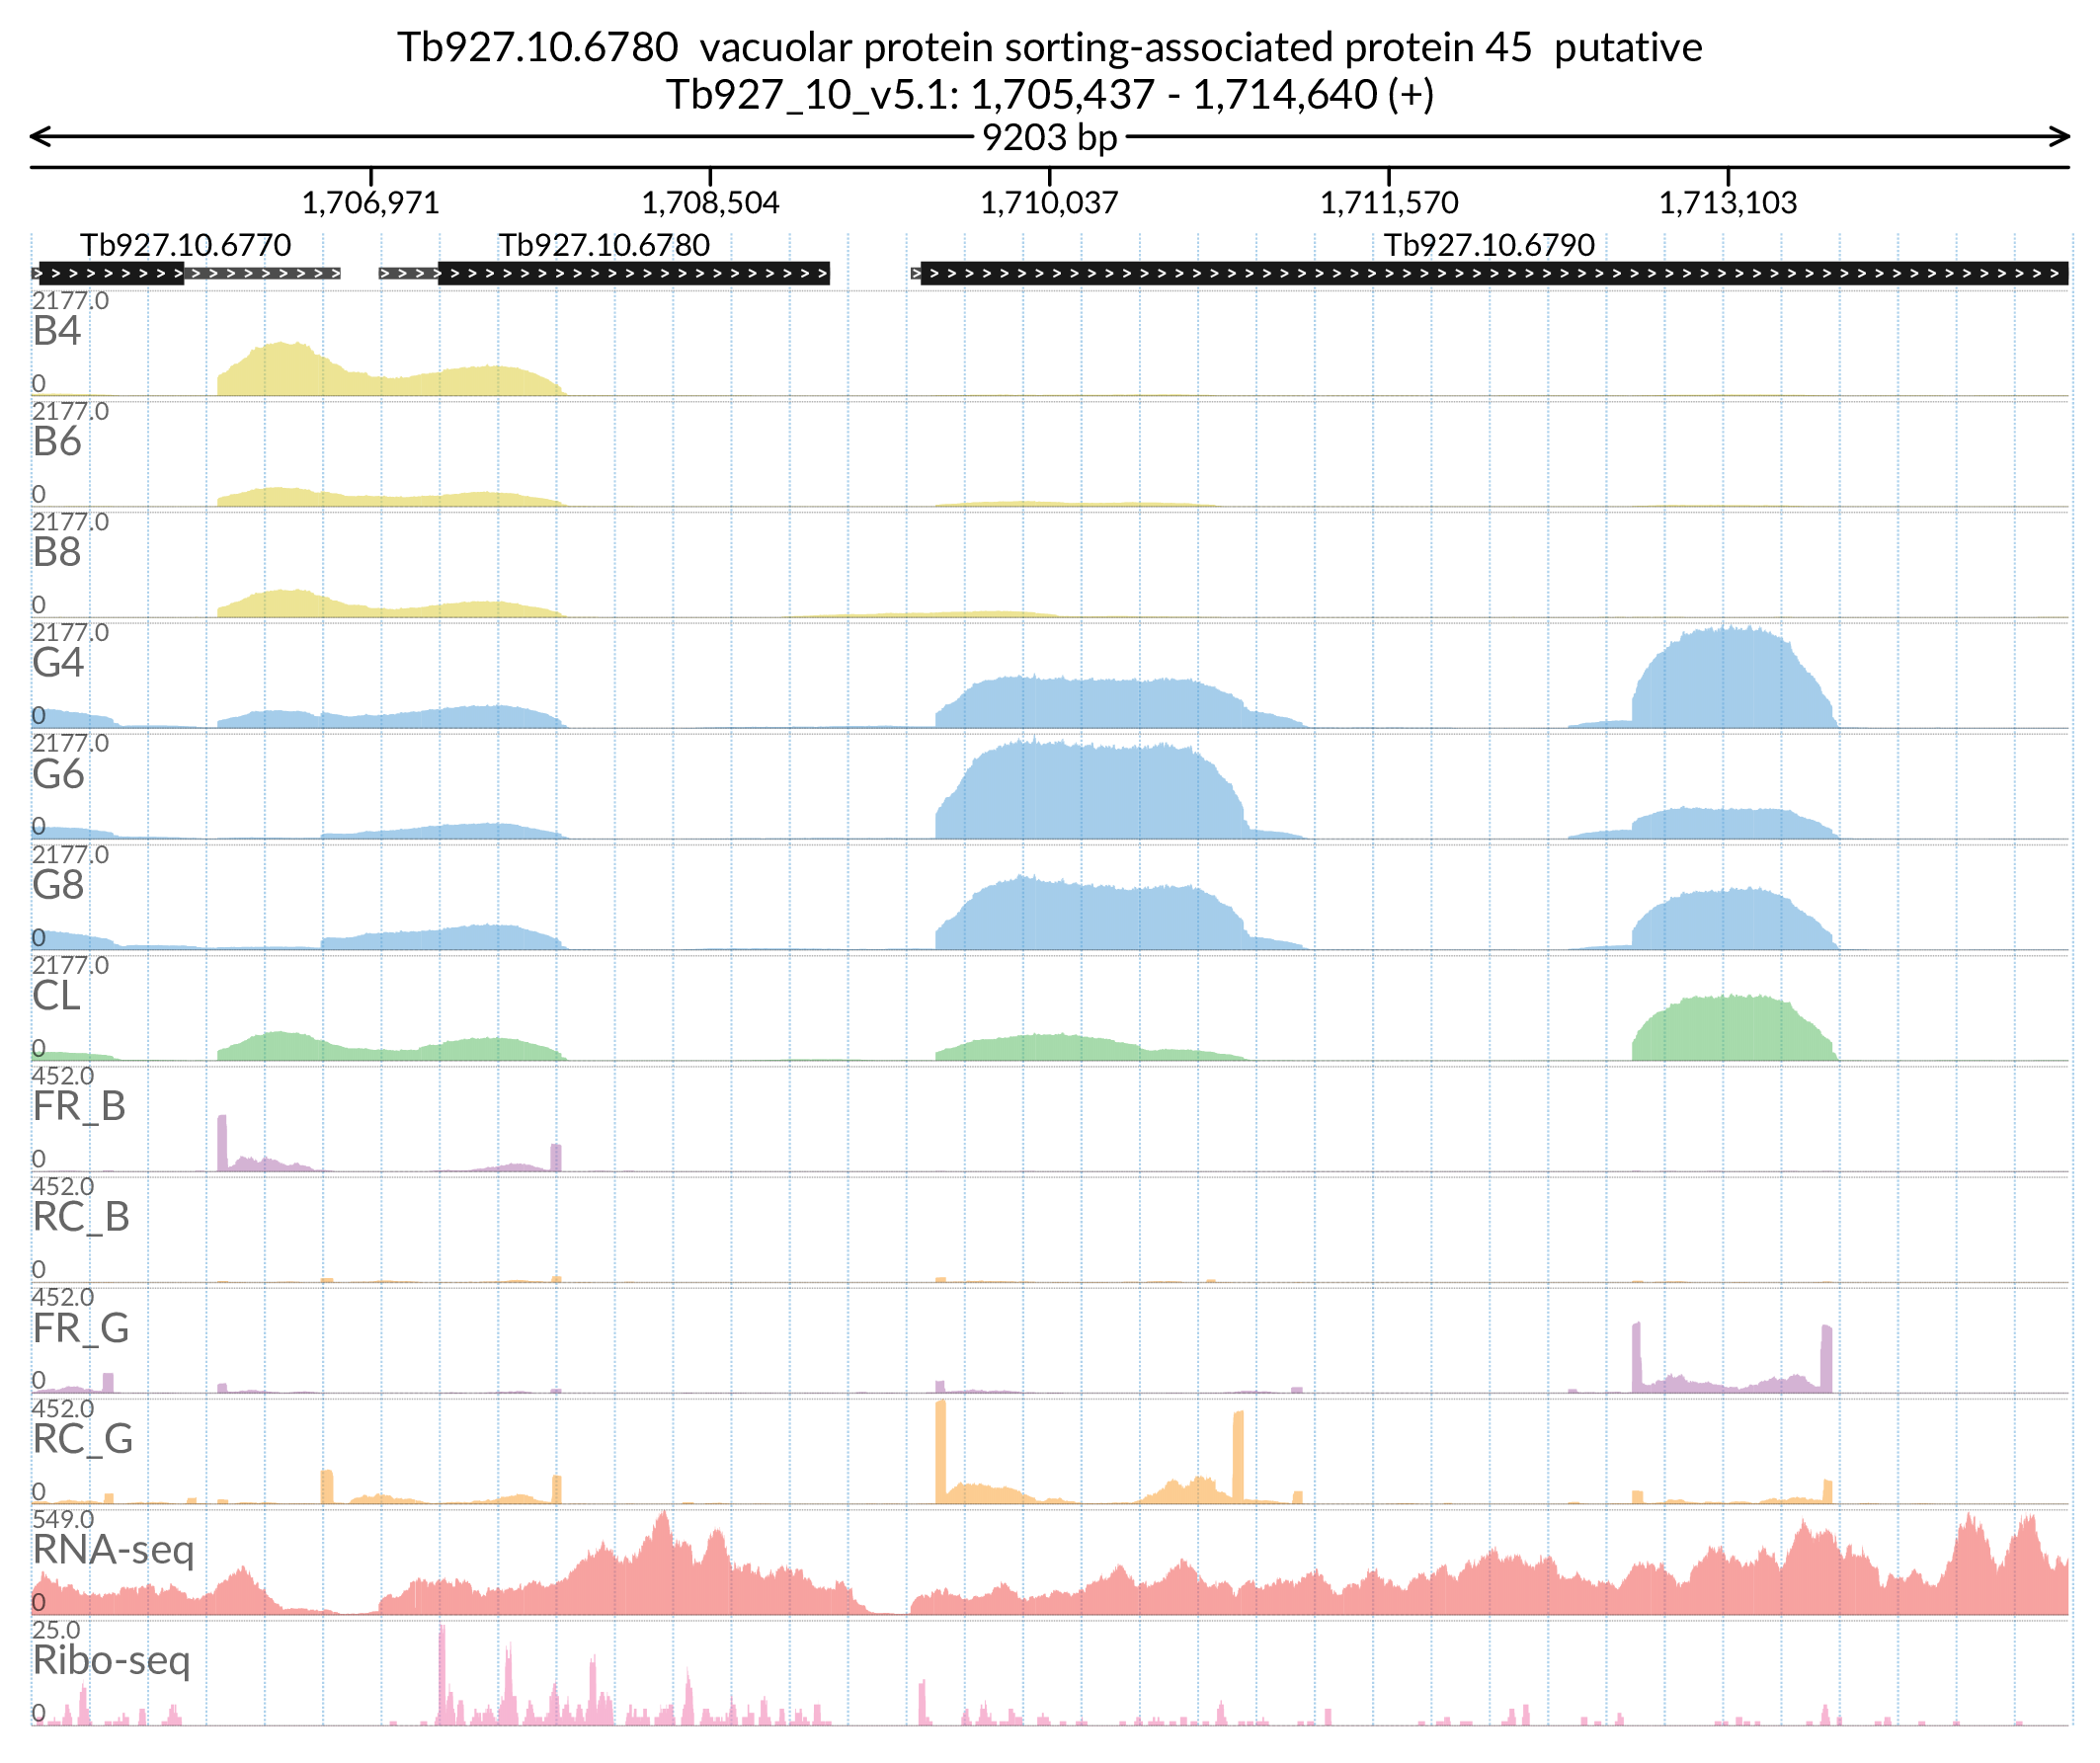 Tb927.10.6780  vacuolar protein sorting-associated protein 45  putative
Tb927_10_v5.1: 1,705,437 - 1,714,640 (+)
9203 bp
1,706,971 1,708,504 1,710,037 1,711,570 1,713,103
Tb927.10.6770 Tb927.10.6780 Tb927.10.6790
2177.0
B4
0
2177.0
B6
0
2177.0
B8
0
2177.0
G4
0
2177.0
G6
0
2177.0
G8
0
2177.0
CL
0
452.0
FR_B
0
452.0
RC_B
0
452.0
FR_G
0
452.0
RC_G
0
549.0
RNA-seq
0
25.0
Ribo-seq
0